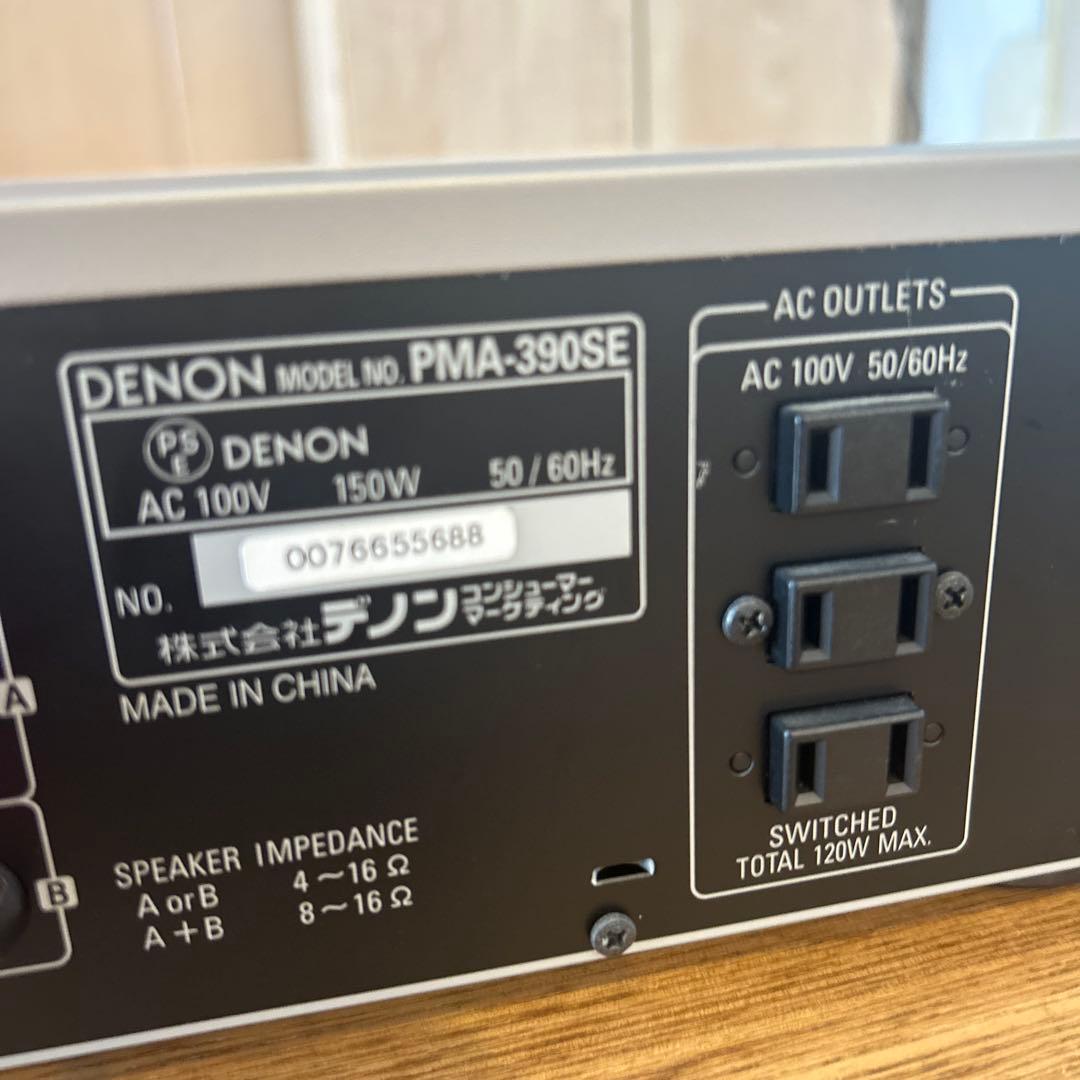 DENON MODEL NO. PMA-390SE
PS
E
DENON
AC 100V 150W 50/60Hz
NO. 0076655688
株式会社デノン コンシューマー
マーケティング
MADE IN CHINA
A
B
SPEAKER IMPEDANCE
A or B 4～16 Ω
A + B 8～16 Ω
AC OUTLETS
AC 100V 50/60Hz
SWITCHED
TOTAL 120W MAX.